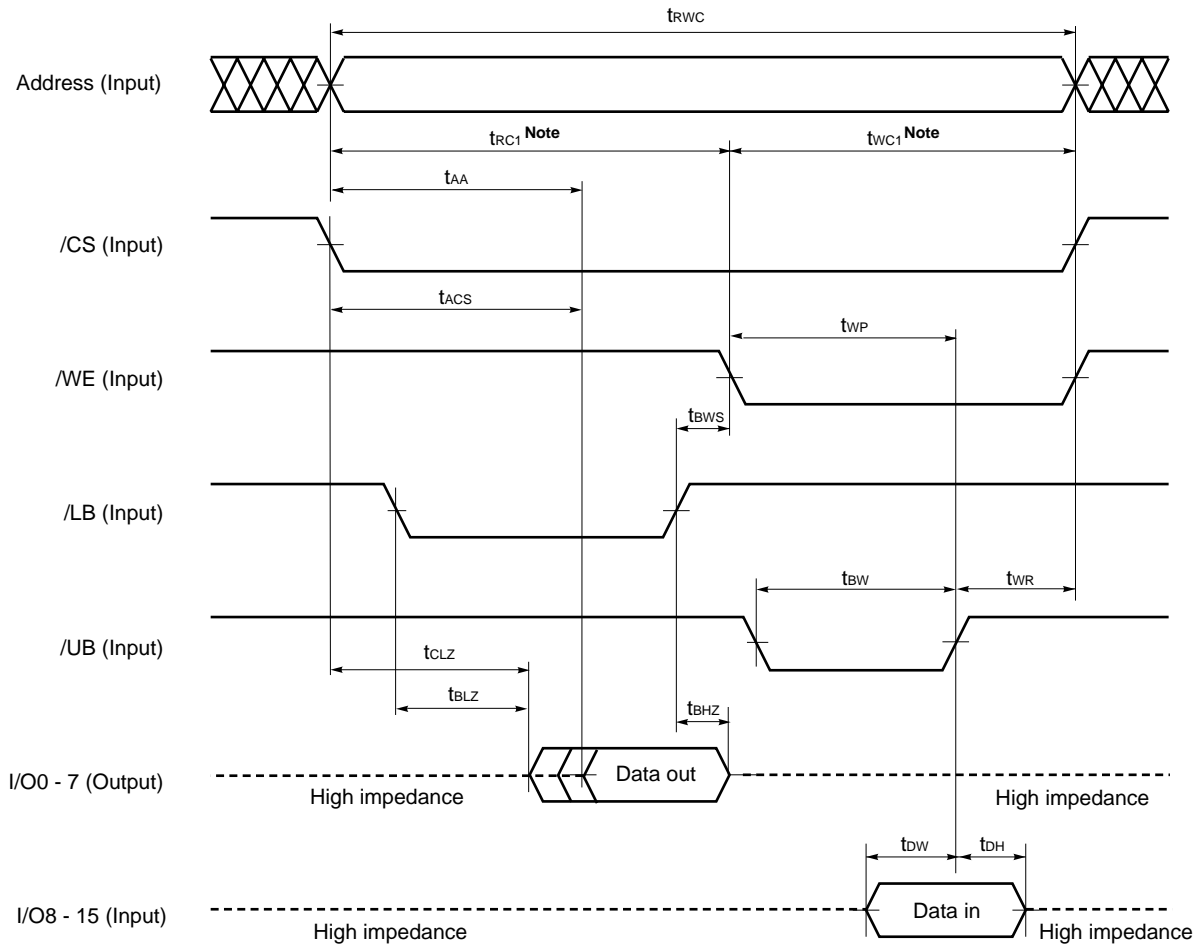 tRWC
Address (Input)
tRC1 Note
tWC1 Note
tAA
/CS (Input)
tACS
tWP
/WE (Input)
tBWS
/LB (Input)
tBW
tWR
/UB (Input)
tCLZ
tBLZ
tBHZ
I/O0 - 7 (Output)
Data out
High impedance
High impedance
tDW
tDH
I/O8 - 15 (Input)
Data in
High impedance
High impedance